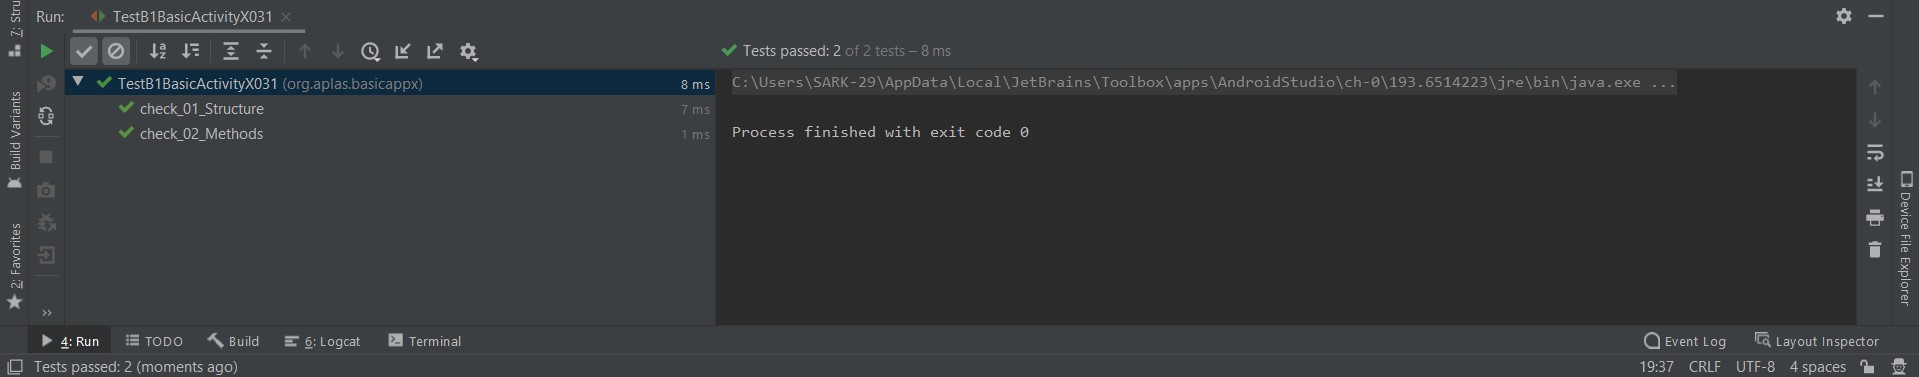 7: Stru
Run: TestB1BasicActivityX031
Tests passed: 2 of 2 tests – 8 ms
TestB1BasicActivityX031 (org.aplas.basicappx) 8 ms
check_01_Structure 7 ms
check_02_Methods 1 ms
C:\Users\SARK-29\AppData\Local\JetBrains\Toolbox\apps\AndroidStudio\ch-0\193.6514223\jre\bin\java.exe ...
Process finished with exit code 0
Build Variants
2: Favorites
Device File Explorer
4: Run TODO Build 6: Logcat Terminal Event Log Layout Inspector
Tests passed: 2 (moments ago) 19:37 CRLF UTF-8 4 spaces